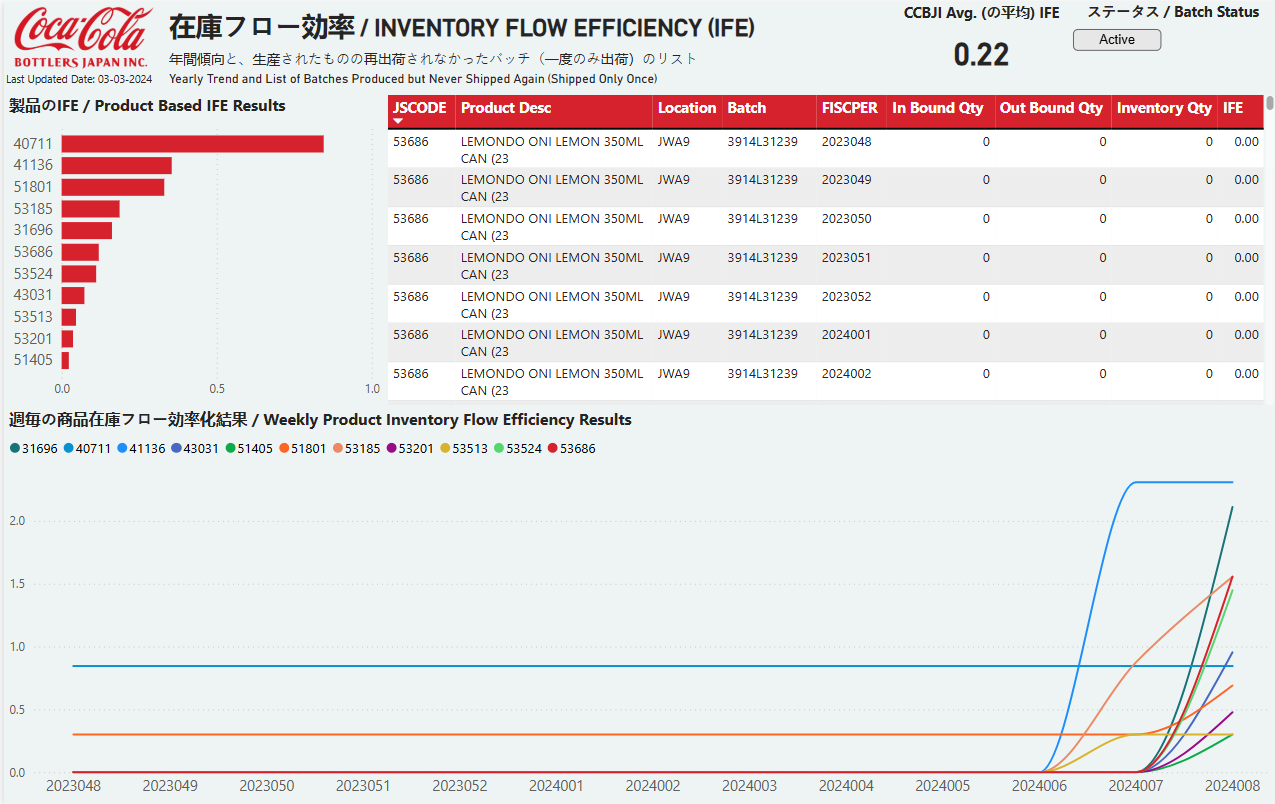 Coca-Cola
BOTTLERS JAPAN INC.
Last Updated Date: 03-03-2024
在庫フロー効率 / INVENTORY FLOW EFFICIENCY (IFE)
年間傾向と、生産されたものの再出荷されなかったバッチ（一度のみ出荷）のリスト
Yearly Trend and List of Batches Produced but Never Shipped Again (Shipped Only Once)
CCBJI Avg. (の平均) IFE
0.22
ステータス / Batch Status
Active
製品のIFE / Product Based IFE Results
40711
41136
51801
53185
31696
53686
53524
43031
53513
53201
51405
0.0 0.5 1.0
JSCODE Product Desc Location Batch FISCPER In Bound Qty Out Bound Qty Inventory Qty IFE
53686 LEMONDO ONI LEMON 350ML JWA9 3914L31239 2023048 0 0 0 0.00
CAN (23
53686 LEMONDO ONI LEMON 350ML JWA9 3914L31239 2023049 0 0 0 0.00
CAN (23
53686 LEMONDO ONI LEMON 350ML JWA9 3914L31239 2023050 0 0 0 0.00
CAN (23
53686 LEMONDO ONI LEMON 350ML JWA9 3914L31239 2023051 0 0 0 0.00
CAN (23
53686 LEMONDO ONI LEMON 350ML JWA9 3914L31239 2023052 0 0 0 0.00
CAN (23
53686 LEMONDO ONI LEMON 350ML JWA9 3914L31239 2024001 0 0 0 0.00
CAN (23
53686 LEMONDO ONI LEMON 350ML JWA9 3914L31239 2024002 0 0 0 0.00
CAN (23
週毎の商品在庫フロー効率化結果 / Weekly Product Inventory Flow Efficiency Results
31696 40711 41136 43031 51405 51801 53185 53201 53513 53524 53686
2.0
1.5
1.0
0.5
0.0
2023048 2023049 2023050 2023051 2023052 2024001 2024002 2024003 2024004 2024005 2024006 2024007 2024008